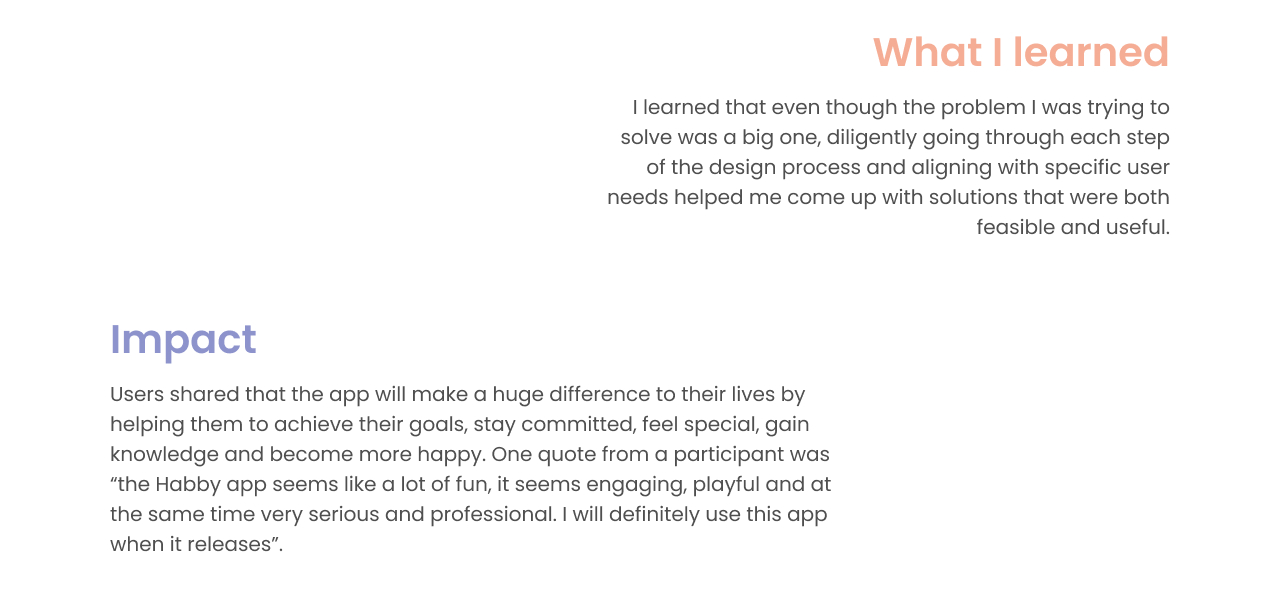 What I learned
I learned that even though the problem I was trying to
solve was a big one, diligently going through each step
of the design process and aligning with specific user
needs helped me come up with solutions that were both
feasible and useful.
Impact
Users shared that the app will make a huge difference to their lives by
helping them to achieve their goals, stay committed, feel special, gain
knowledge and become more happy. One quote from a participant was
“the Habby app seems like a lot of fun, it seems engaging, playful and at
the same time very serious and professional. I will definitely use this app
when it releases”.